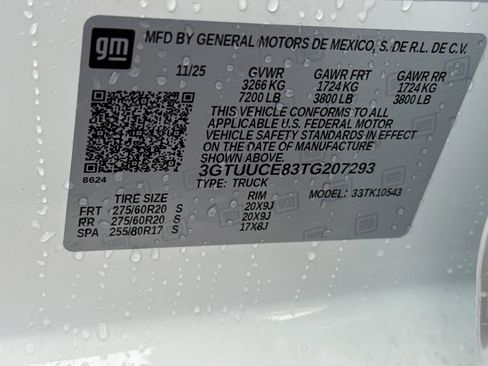 gm
MFD BY GENERAL MOTORS DE MEXICO, S. DE R.L. DE C.V.
11/25 GVWR GAWR FRT GAWR RR
3266 KG 1724 KG 1724 KG
7200 LB 3800 LB 3800 LB
THIS VEHICLE CONFORMS TO ALL
APPLICABLE U.S. FEDERAL MOTOR
VEHICLE SAFETY STANDARDS IN EFFECT
ON THE DATE OF MANUFACTURE
SHOWN ABOVE.
8624
3GTUUCE83TG207293
TYPE: TRUCK MODEL: 33TK10543
TIRE SIZE RIM
FRT 275/60R20 S 20X9J
RR 275/60R20 S 20X9J
SPA 255/80R17 S 17X8J